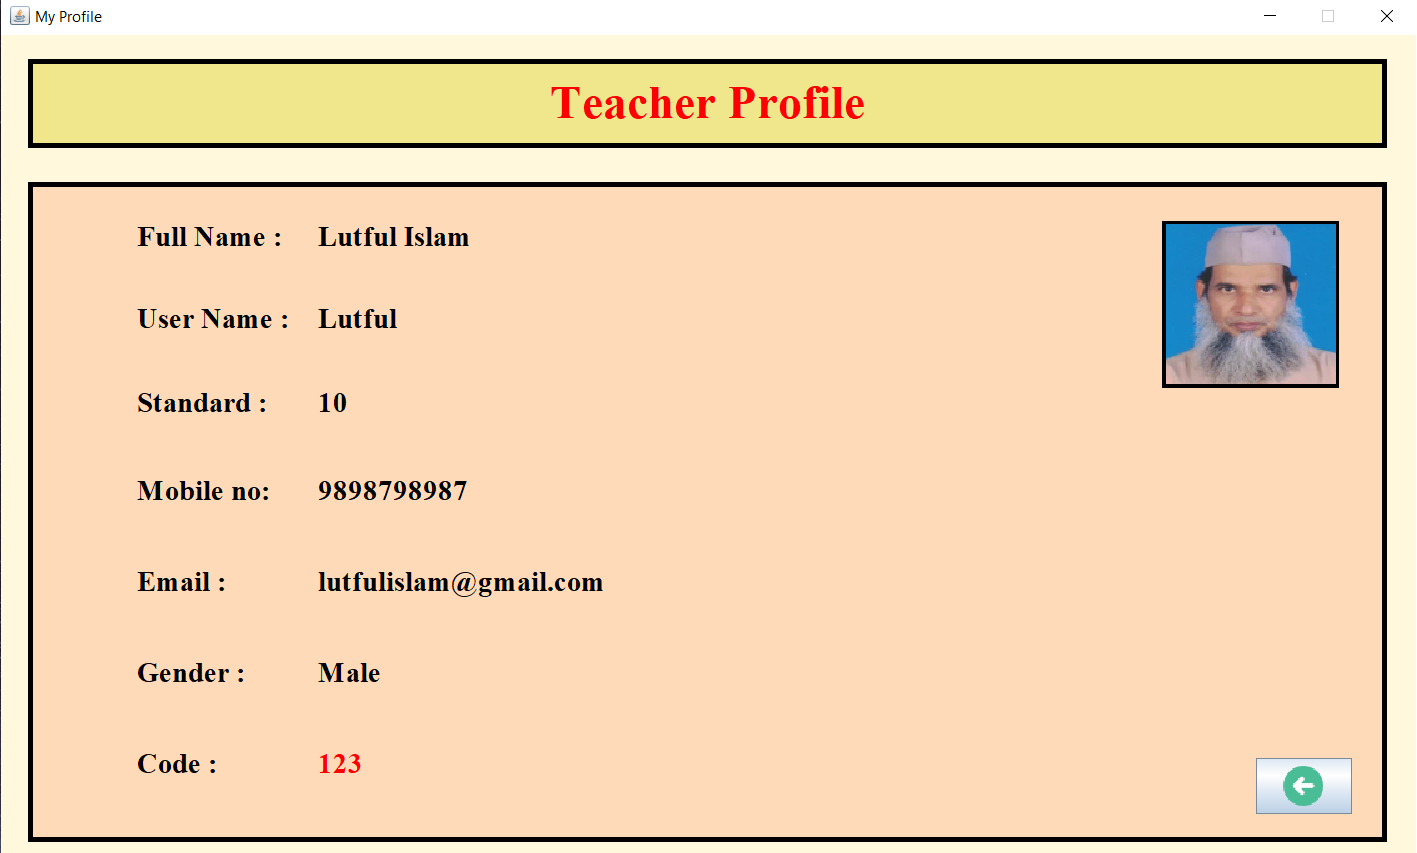 My Profile
Teacher Profile
Full Name : Lutful Islam
User Name : Lutful
Standard : 10
Mobile no: 9898798987
Email : lutfulislam@gmail.com
Gender : Male
Code : 123